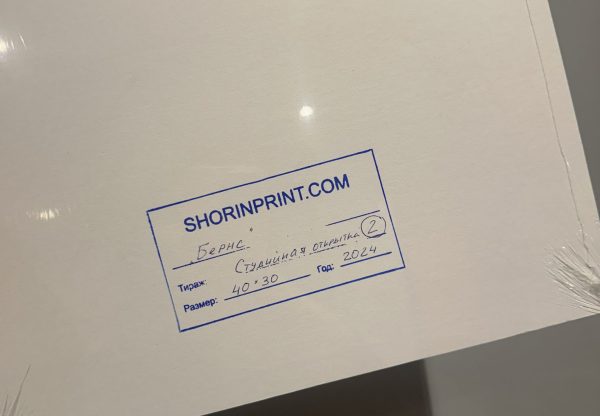 SHORINPRINT.COM
Бернс
Тираж: Студийная открытка 2
Размер: 40×30 Год: 2024